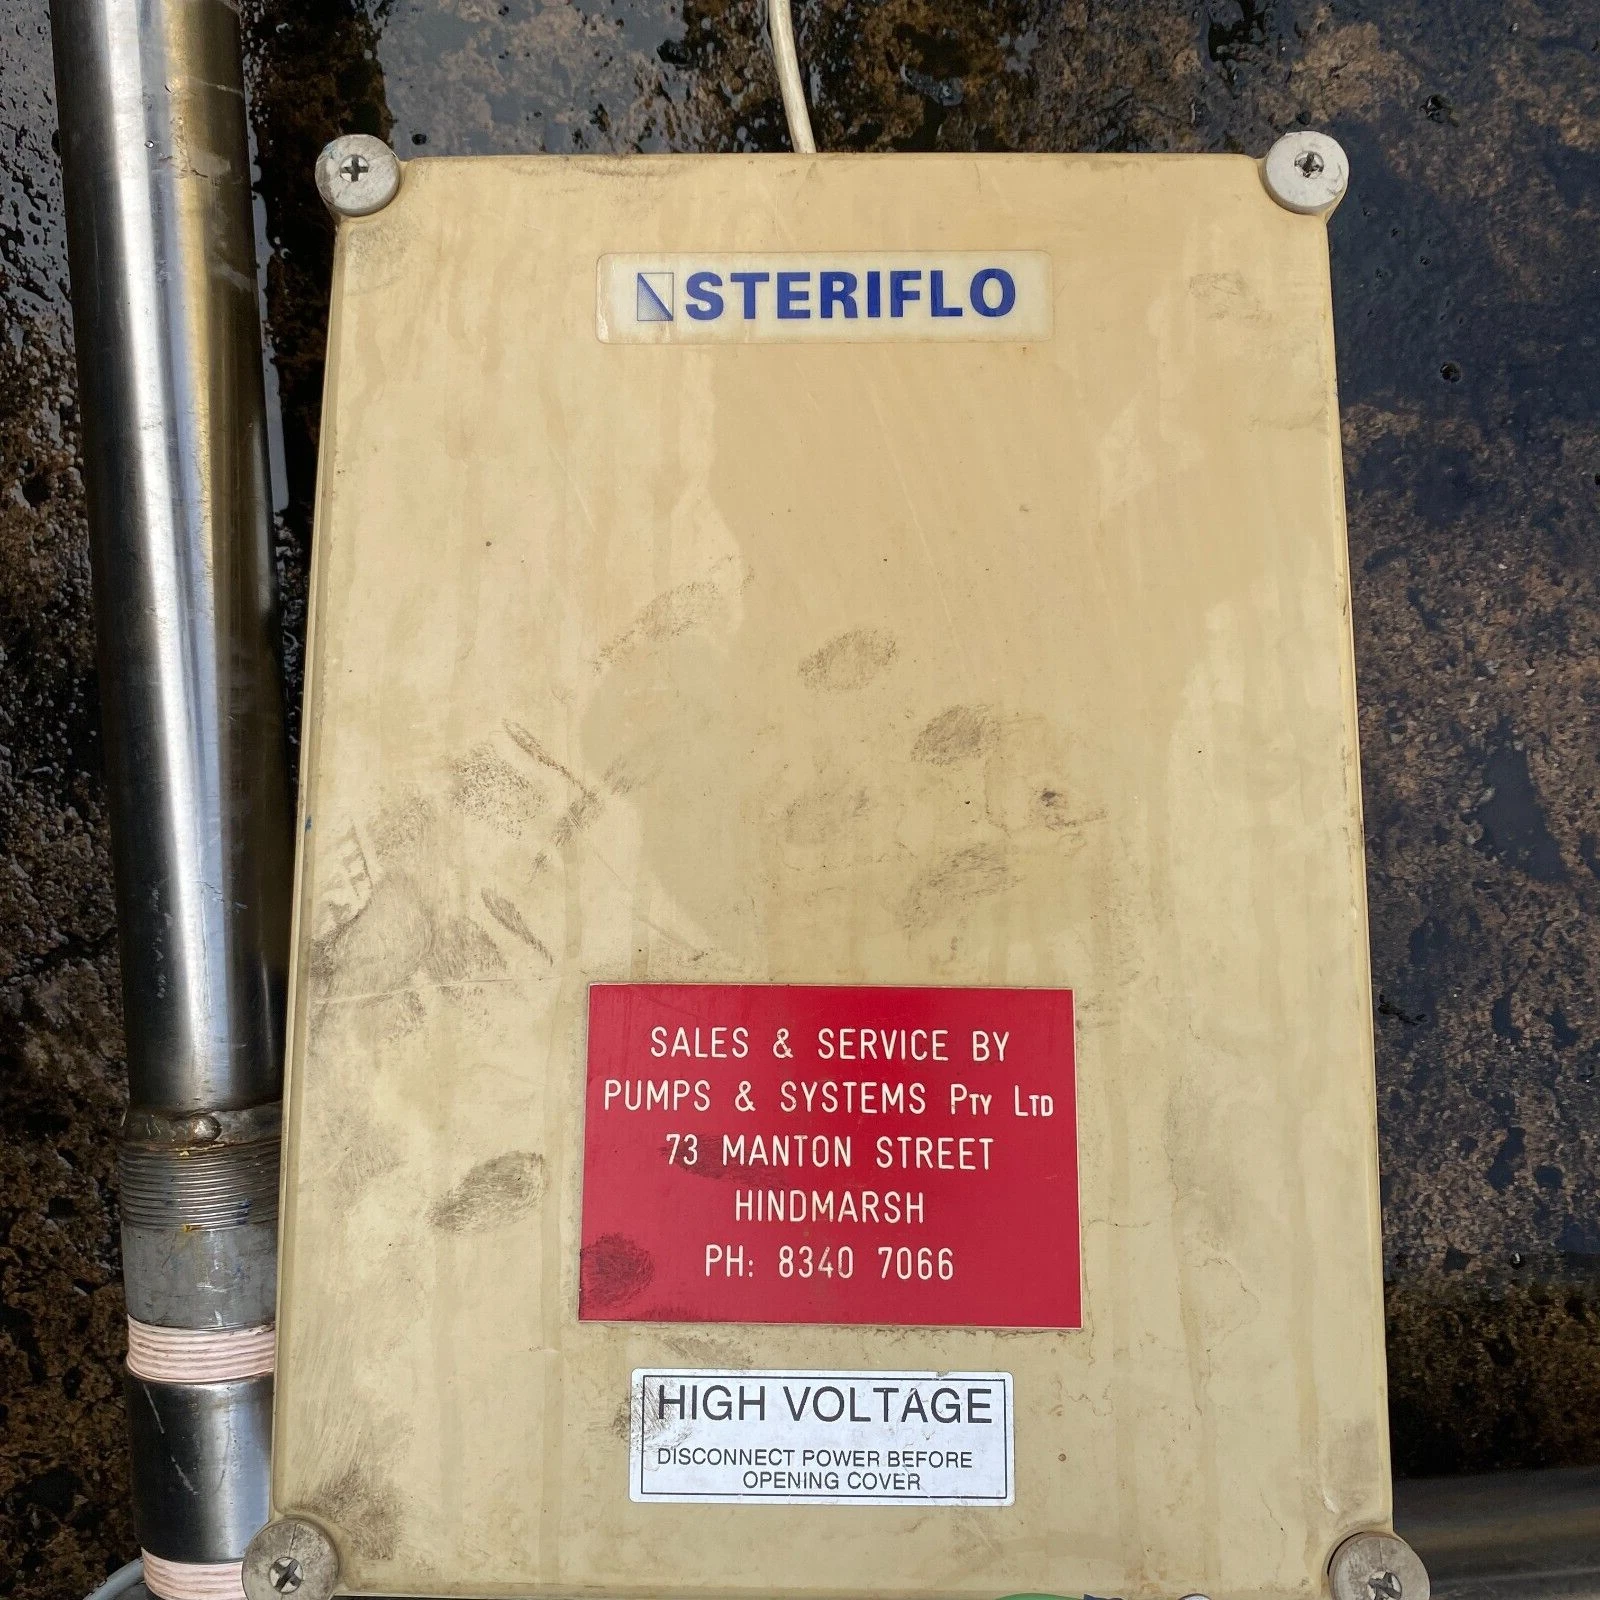 STERIFLO
SALES & SERVICE BY
PUMPS & SYSTEMS PTY LTD
73 MANTON STREET
HINDMARSH
PH: 8340 7066
HIGH VOLTAGE
DISCONNECT POWER BEFORE
OPENING COVER